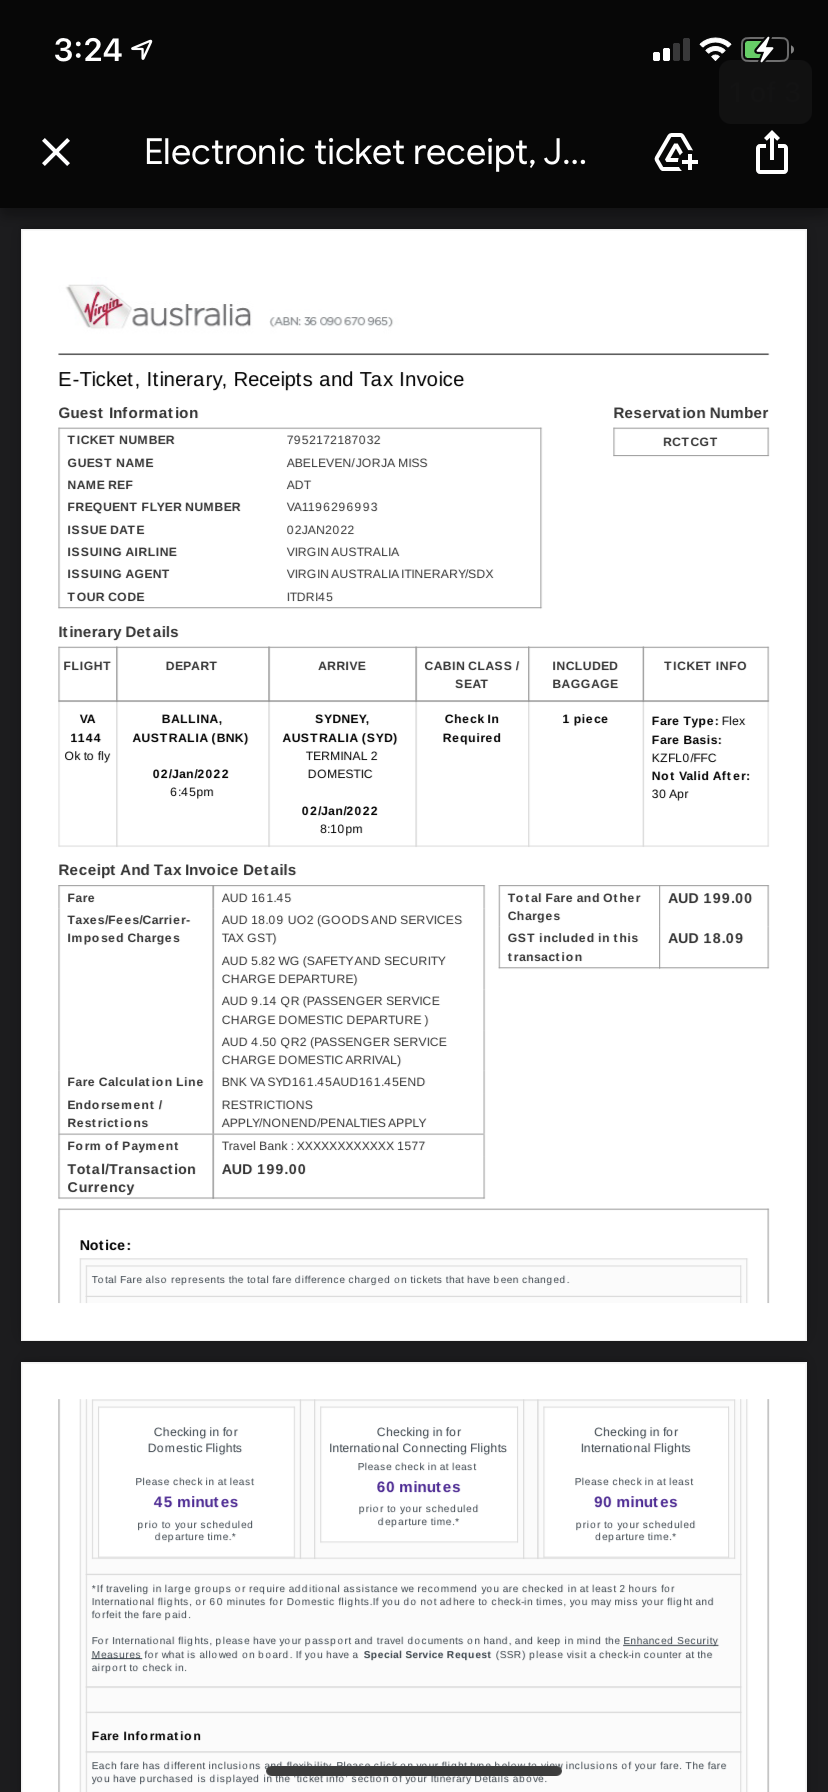 3:24
Electronic ticket receipt, J...
Virgin australia (ABN: 36 090 670 965)
E-Ticket, Itinerary, Receipts and Tax Invoice
Guest Information
Reservation Number
RCTCGT
TICKET NUMBER 7952172187032
GUEST NAME ABELEVEN/JORJA MISS
NAME REF ADT
FREQUENT FLYER NUMBER VA1196296993
ISSUE DATE 02JAN2022
ISSUING AIRLINE VIRGIN AUSTRALIA
ISSUING AGENT VIRGIN AUSTRALIA ITINERARY/SDX
TOUR CODE ITDRI45
Itinerary Details
FLIGHT
DEPART
ARRIVE
CABIN CLASS /
SEAT
INCLUDED
BAGGAGE
TICKET INFO
VA
1144
Ok to fly
BALLINA,
AUSTRALIA (BNK)
02/Jan/2022
6:45pm
SYDNEY,
AUSTRALIA (SYD)
TERMINAL 2
DOMESTIC
02/Jan/2022
8:10pm
Check In
Required
1 piece
Fare Type: Flex
Fare Basis:
KZFL0/FFC
Not Valid After:
30 Apr
Receipt And Tax Invoice Details
Fare AUD 161.45
Taxes/Fees/Carrier-
Imposed Charges
AUD 18.09 UO2 (GOODS AND SERVICES
TAX GST)
AUD 5.82 WG (SAFETY AND SECURITY
CHARGE DEPARTURE)
AUD 9.14 QR (PASSENGER SERVICE
CHARGE DOMESTIC DEPARTURE )
AUD 4.50 QR2 (PASSENGER SERVICE
CHARGE DOMESTIC ARRIVAL)
Fare Calculation Line BNK VA SYD161.45AUD161.45END
Endorsement /
Restrictions
RESTRICTIONS
APPLY/NONEND/PENALTIES APPLY
Form of Payment Travel Bank : XXXXXXXXXXXX 1577
Total/Transaction
Currency
AUD 199.00
Total Fare and Other
Charges
AUD 199.00
GST included in this
transaction
AUD 18.09
Notice:
Total Fare also represents the total fare difference charged on tickets that have been changed.
Checking in for
Domestic Flights
Please check in at least
45 minutes
prio to your scheduled
departure time.*
Checking in for
International Connecting Flights
Please check in at least
60 minutes
prior to your scheduled
departure time.*
Checking in for
International Flights
Please check in at least
90 minutes
prior to your scheduled
departure time.*
*If traveling in large groups or require additional assistance we recommend you are checked in at least 2 hours for
International flights, or 60 minutes for Domestic flights.If you do not adhere to check-in times, you may miss your flight and
forfeit the fare paid.
For International flights, please have your passport and travel documents on hand, and keep in mind the Enhanced Security
Measures for what is allowed on board. If you have a Special Service Request (SSR) please visit a check-in counter at the
airport to check in.
Fare Information
Each fare has different inclusions and flexibility. Please click on your flight type below to view inclusions of your fare. The fare
you have purchased is displayed in the 'ticket info' section of your Itinerary Details above.